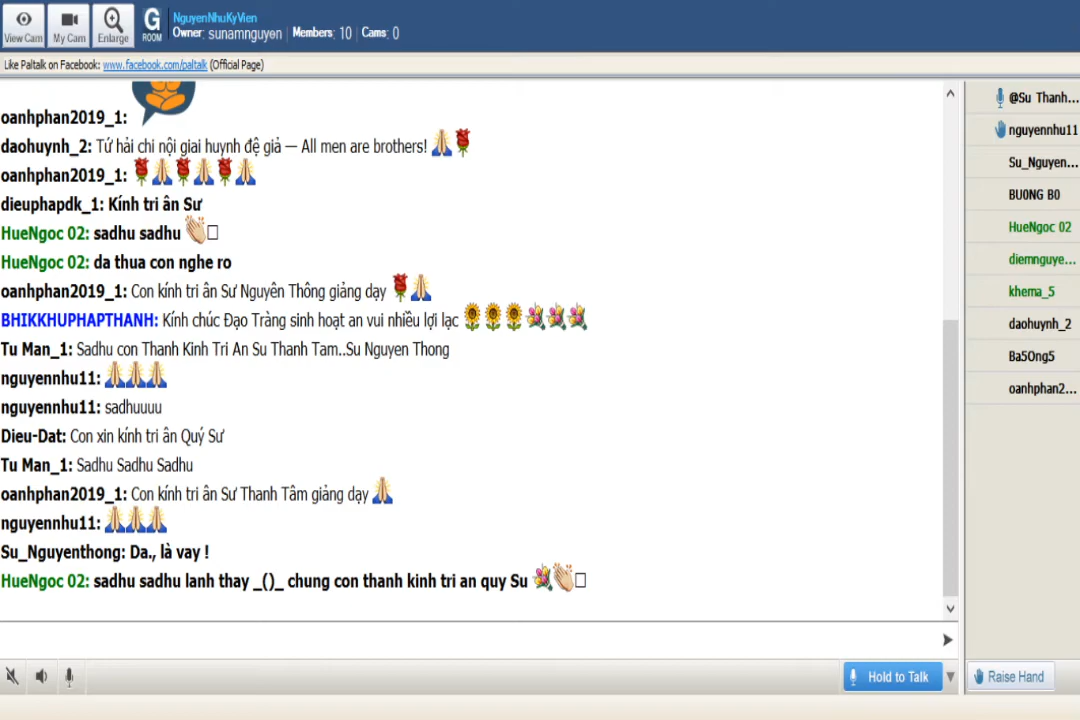 View Cam
My Cam
Enlarge
G
ROOM
NguyenNhuKyVien
Owner: sunamnguyen | Members: 10 | Cams: 0
Like Paltalk on Facebook: www.facebook.com/paltalk (Official Page)
oanhphan2019_1:
daohuynh_2: Tứ hải chi nội giai huynh đệ giả — All men are brothers! 🙏🌹
oanhphan2019_1: 🌹🙏🌹🙏🌹🙏
dieuphapdk_1: Kính tri ân Sư
HueNgoc 02: sadhu sadhu 👏□
HueNgoc 02: da thua con nghe ro
oanhphan2019_1: Con kính tri ân Sư Nguyên Thông giảng dạy 🌹🙏
BHIKKHUPHAPTHANH: Kính chúc Đạo Tràng sinh hoạt an vui nhiều lợi lạc 🌻🌻🌻💐💐💐
Tu Man_1: Sadhu con Thanh Kinh Tri An Su Thanh Tam..Su Nguyen Thong
nguyennhu11: 🙏🙏🙏
nguyennhu11: sadhuuuu
Dieu-Dat: Con xin kính tri ân Quý Sư
Tu Man_1: Sadhu Sadhu Sadhu
oanhphan2019_1: Con kính tri ân Sư Thanh Tâm giảng dạy 🙏
nguyennhu11: 🙏🙏🙏
Su_Nguyenthong: Da., là vay !
HueNgoc 02: sadhu sadhu lanh thay _()_ chung con thanh kinh tri an quy Su 💐👏□
@Su Thanh...
nguyennhu11
Su_Nguyen...
BU0NG B0
HueNgoc 02
diemnguye...
khema_5
daohuynh_2
Ba5Ong5
oanhphan2...
Hold to Talk
Raise Hand